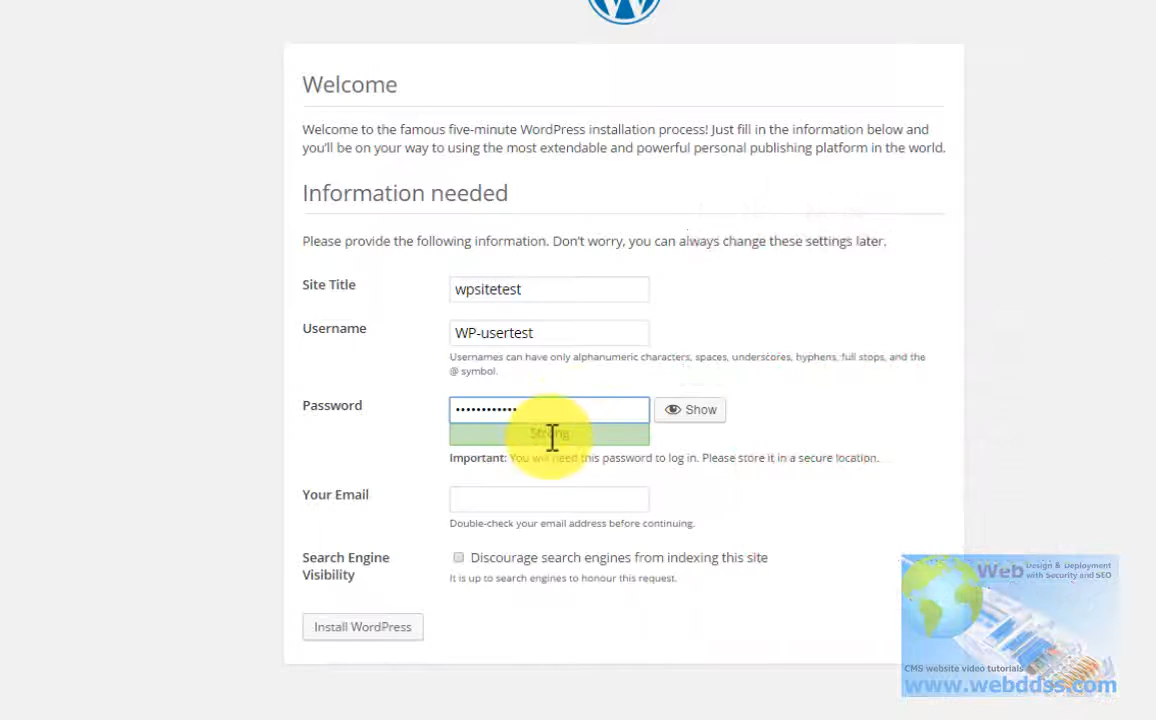 Welcome
Welcome to the famous five-minute WordPress installation process! Just fill in the information below and
you'll be on your way to using the most extendable and powerful personal publishing platform in the world.
Information needed
Please provide the following information. Don't worry, you can always change these settings later.
Site Title
wpsitetest
Username
WP-usertest
Usernames can have only alphanumeric characters, spaces, underscores, hyphens, full stops, and the
@ symbol.
Password
••••••••••••
Show
Strong
Important: You will need this password to log in. Please store it in a secure location.
Your Email
Double-check your email address before continuing.
Search Engine
Visibility
Discourage search engines from indexing this site
It is up to search engines to honour this request.
Install WordPress
Web Design & Deployment
with Security and SEO
CMS website video tutorials
www.webddss.com